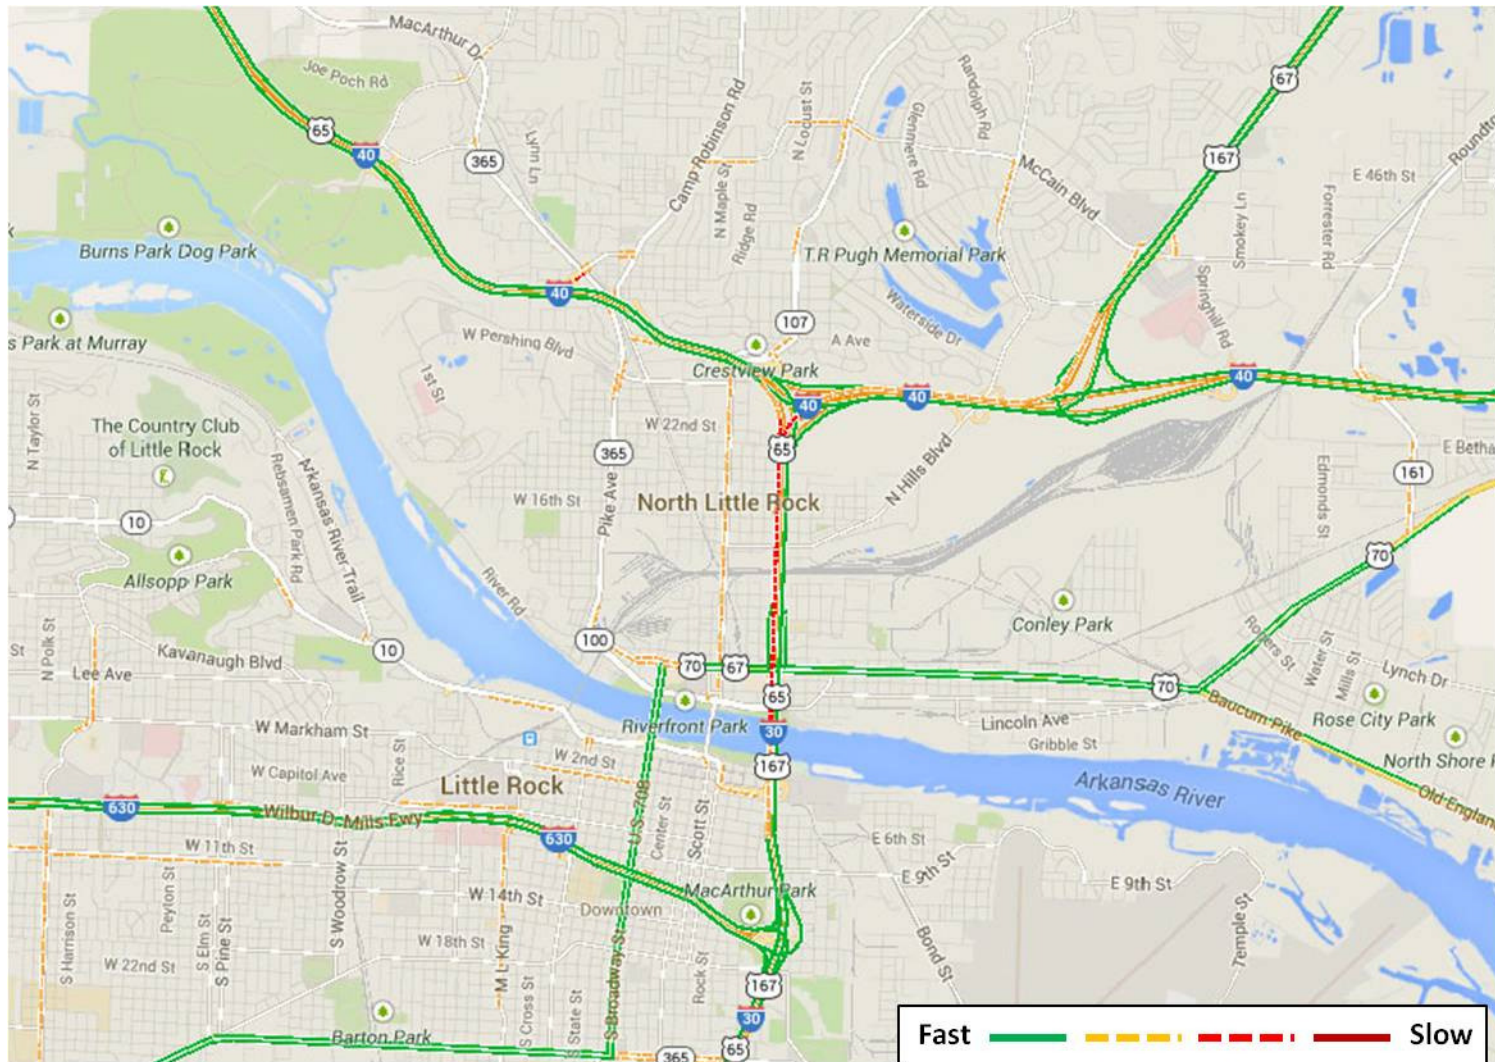 MacArthur Dr
Joe Poch Rd
65
40
365
Lynn Ln
Camp Robinson Rd
N Locust St
Glenmere Rd
Randolph Rd
67
167
McCain Blvd
E 46th St
Smokey Ln
Forrester Rd
N Maple St
Ridge Rd
Burns Park Dog Park
T.R Pugh Memorial Park
Springhill Rd
40
107
Waterside Dr
A Ave
s Park at Murray
W Pershing Blvd
Crestview Park
1st St
40
40
40
N Taylor St
The Country Club
of Little Rock
W 22nd St
65
365
N Hills Blvd
Edmonds St
161
E Betha
Rebsamen Park Rd
Arkansas River Trail
W 16th St
Pike Ave
North Little Rock
10
70
Allsopp Park
River Rd
Conley Park
100
10
St
N Polk St
Kavanaugh Blvd
Lee Ave
70
67
Rogers St
Water St
Mills St
Lynch Dr
70
65
Baucum Pike
Rose City Park
W Markham St
Riverfront Park
30
Lincoln Ave
Gribble St
North Shore
Rice St
W Capitol Ave
W 2nd St
167
Arkansas River
Old England
Little Rock
630
Wilbur D. Mills Fwy
630
U.S. 70B
Center St
Scott St
W 11th St
E 6th St
E 9th St
E 9th St
S Harrison St
Peyton St
S Elm St
S Pine St
S Woodrow St
W 14th St
MacArthur Park
Downtown
M L King
W 18th St
W 22nd St
S Cross St
S State St
S Broadway St
Rock St
Bond St
Temple St
167
30
Barton Park
365
65
Fast Slow